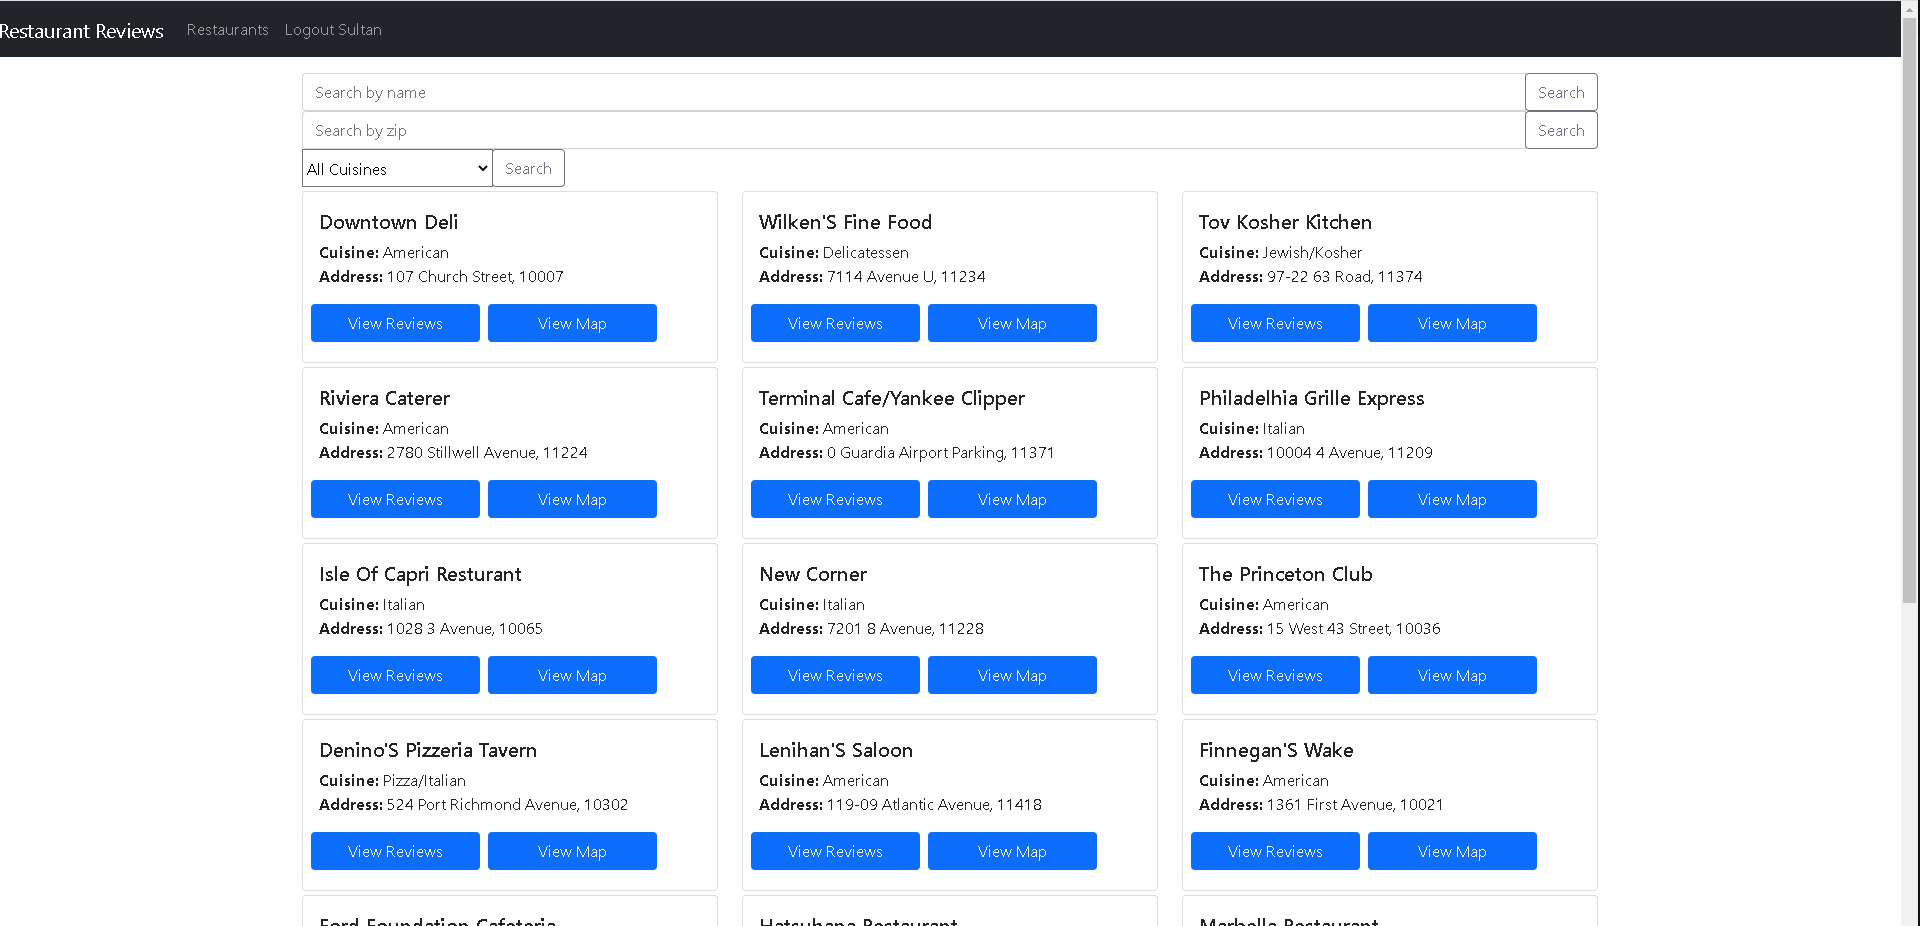 Restaurant Reviews Restaurants Logout Sultan
Search by name Search
Search by zip Search
All Cuisines Search
Downtown Deli
Cuisine: American
Address: 107 Church Street, 10007
View Reviews View Map
Wilken'S Fine Food
Cuisine: Delicatessen
Address: 7114 Avenue U, 11234
View Reviews View Map
Tov Kosher Kitchen
Cuisine: Jewish/Kosher
Address: 97-22 63 Road, 11374
View Reviews View Map
Riviera Caterer
Cuisine: American
Address: 2780 Stillwell Avenue, 11224
View Reviews View Map
Terminal Cafe/Yankee Clipper
Cuisine: American
Address: 0 Guardia Airport Parking, 11371
View Reviews View Map
Philadelhia Grille Express
Cuisine: Italian
Address: 10004 4 Avenue, 11209
View Reviews View Map
Isle Of Capri Resturant
Cuisine: Italian
Address: 1028 3 Avenue, 10065
View Reviews View Map
New Corner
Cuisine: Italian
Address: 7201 8 Avenue, 11228
View Reviews View Map
The Princeton Club
Cuisine: American
Address: 15 West 43 Street, 10036
View Reviews View Map
Denino'S Pizzeria Tavern
Cuisine: Pizza/Italian
Address: 524 Port Richmond Avenue, 10302
View Reviews View Map
Lenihan'S Saloon
Cuisine: American
Address: 119-09 Atlantic Avenue, 11418
View Reviews View Map
Finnegan'S Wake
Cuisine: American
Address: 1361 First Avenue, 10021
View Reviews View Map
Ford Foundation Cafeteria
Hatsuhana Restaurant
Marbella Restaurant